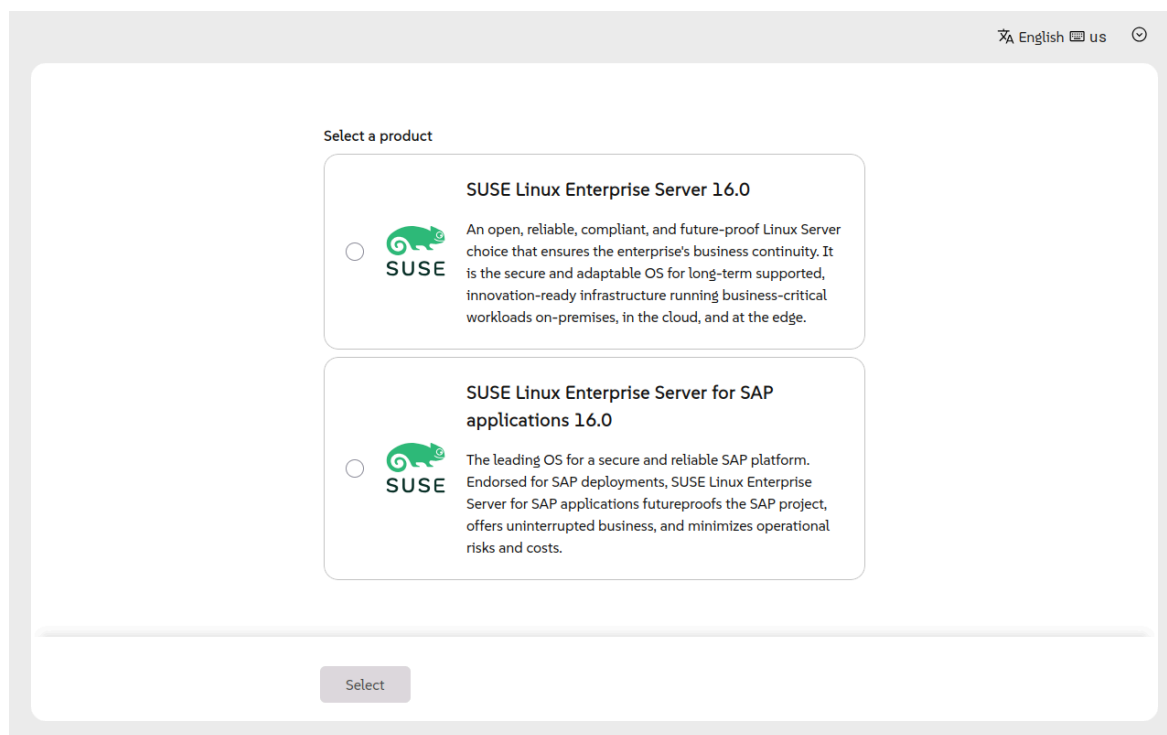 English us
Select a product
SUSE Linux Enterprise Server 16.0
An open, reliable, compliant, and future-proof Linux Server
choice that ensures the enterprise's business continuity. It
is the secure and adaptable OS for long-term supported,
innovation-ready infrastructure running business-critical
workloads on-premises, in the cloud, and at the edge.
SUSE
SUSE Linux Enterprise Server for SAP
applications 16.0
The leading OS for a secure and reliable SAP platform.
Endorsed for SAP deployments, SUSE Linux Enterprise
Server for SAP applications futureproofs the SAP project,
offers uninterrupted business, and minimizes operational
risks and costs.
SUSE
Select